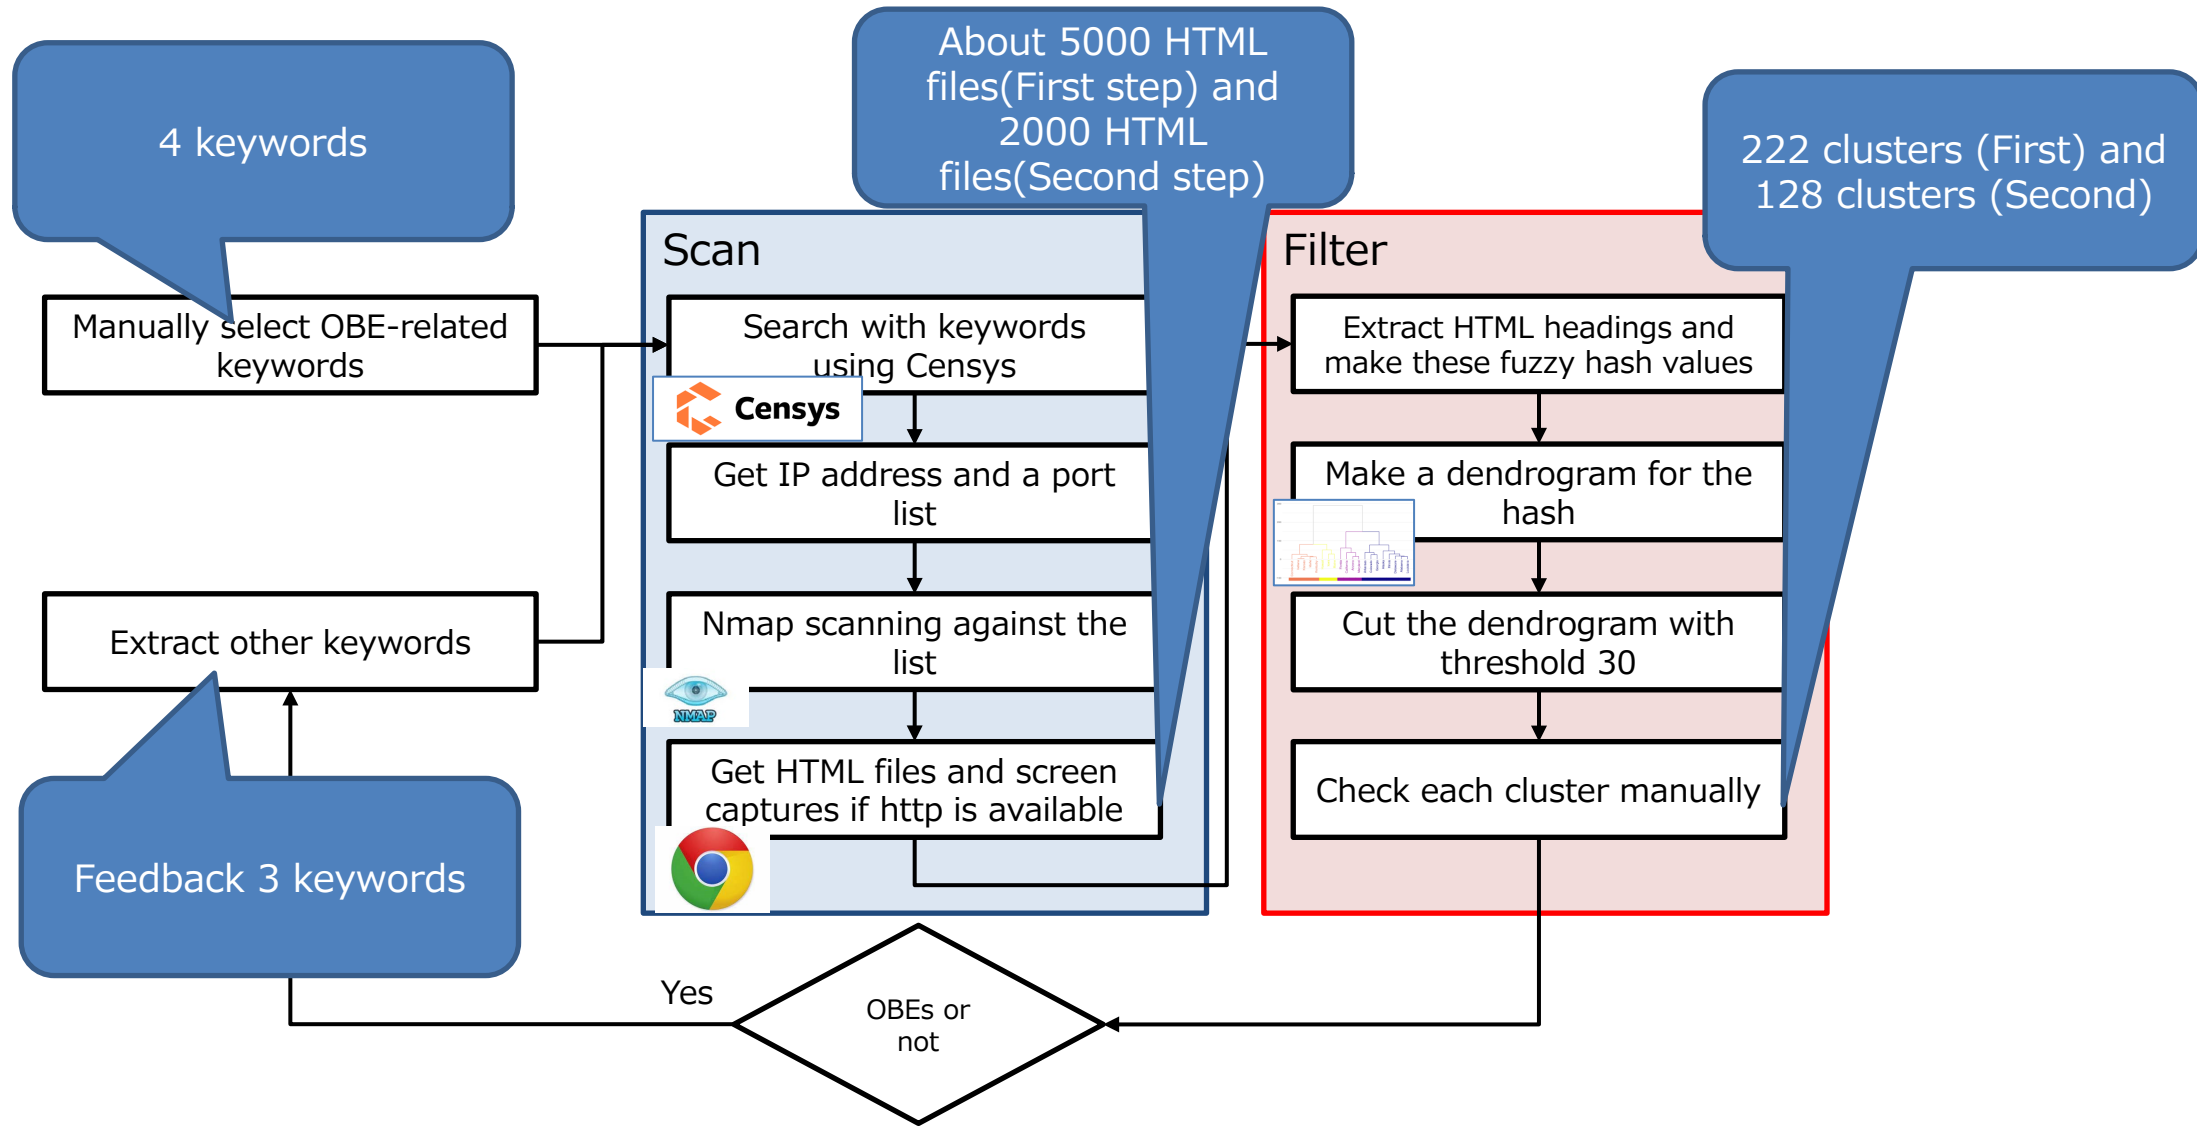 4 keywords
About 5000 HTML
files(First step) and
2000 HTML
files(Second step)
222 clusters (First) and
128 clusters (Second)
Manually select OBE-related
keywords
Extract other keywords
Feedback 3 keywords
Scan
Search with keywords
using Censys
Censys
Get IP address and a port
list
Nmap scanning against the
list
NMAP
Get HTML files and screen
captures if http is available
Filter
Extract HTML headings and
make these fuzzy hash values
Make a dendrogram for the
hash
Cut the dendrogram with
threshold 30
Check each cluster manually
Yes
OBEs or
not